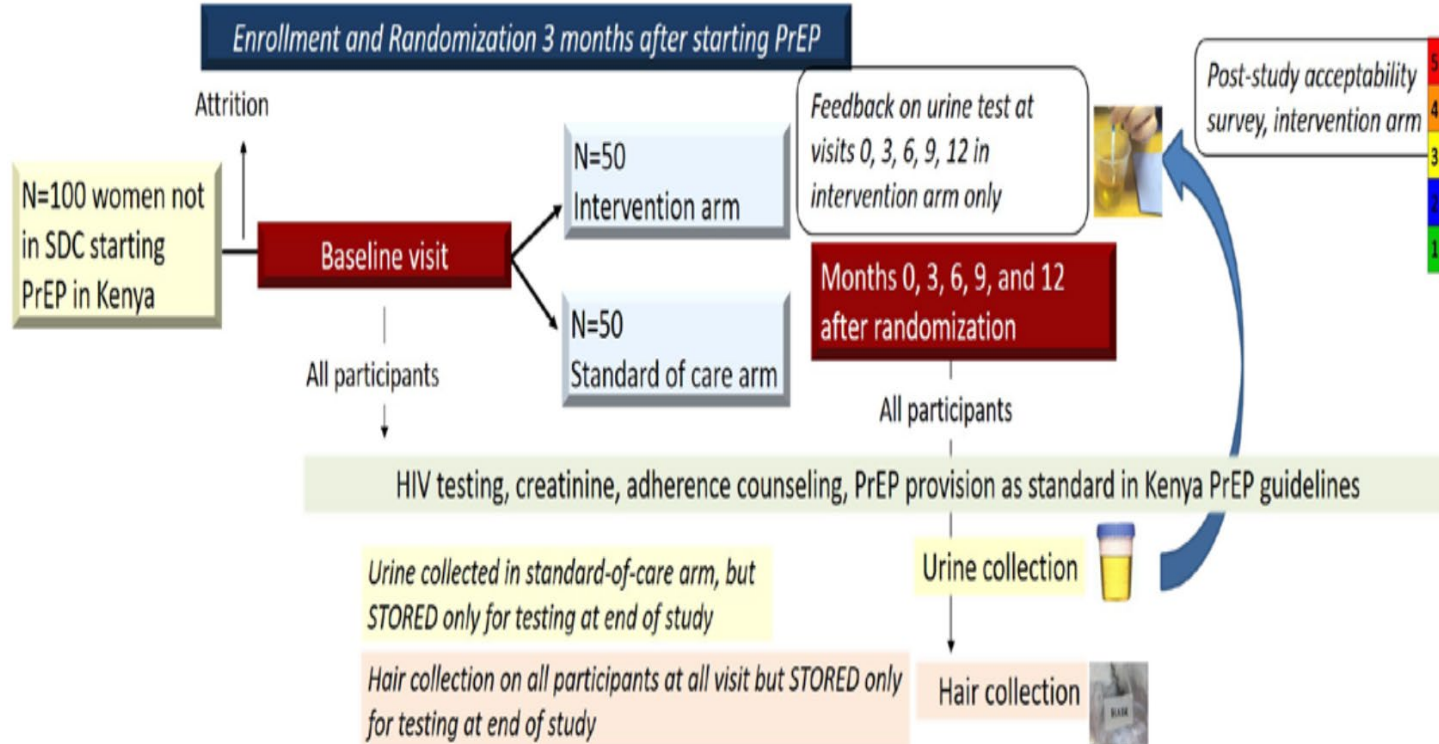 Enrollment and Randomization 3 months after starting PrEP
Attrition
N=100 women not
in SDC starting
PrEP in Kenya
Baseline visit
All participants
N=50
Intervention arm
N=50
Standard of care arm
Feedback on urine test at
visits 0, 3, 6, 9, 12 in
intervention arm only
Months 0, 3, 6, 9, and 12
after randomization
All participants
Post-study acceptability
survey, intervention arm
5
4
3
2
1
HIV testing, creatinine, adherence counseling, PrEP provision as standard in Kenya PrEP guidelines
Urine collected in standard-of-care arm, but
STORED only for testing at end of study
Urine collection
Hair collection on all participants at all visit but STORED only
for testing at end of study
Hair collection
HAIR